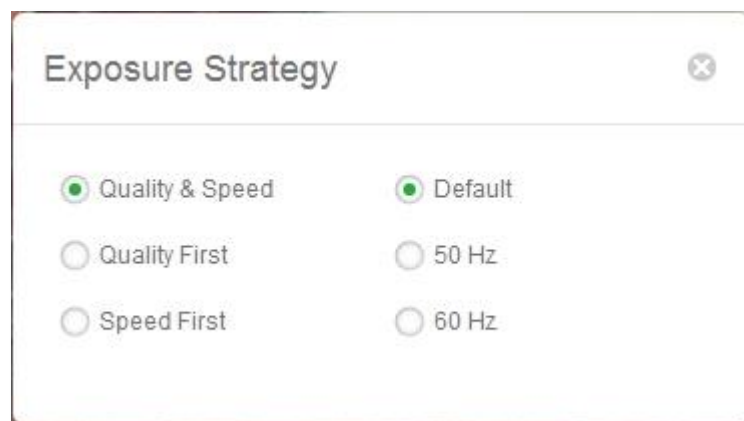 Exposure Strategy
Quality & Speed Default
Quality First 50 Hz
Speed First 60 Hz